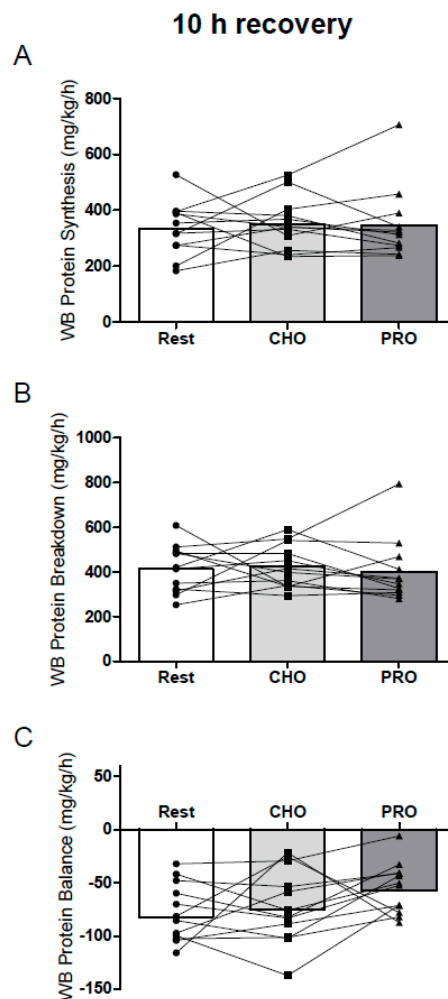 10 h recovery
A
WB Protein Synthesis (mg/kg/h)
800
600
400
200
0
Rest CHO PRO
B
WB Protein Breakdown (mg/kg/h)
1000
800
600
400
200
0
Rest CHO PRO
C
WB Protein Balance (mg/kg/h)
50
Rest CHO PRO
0
-50
-100
-150